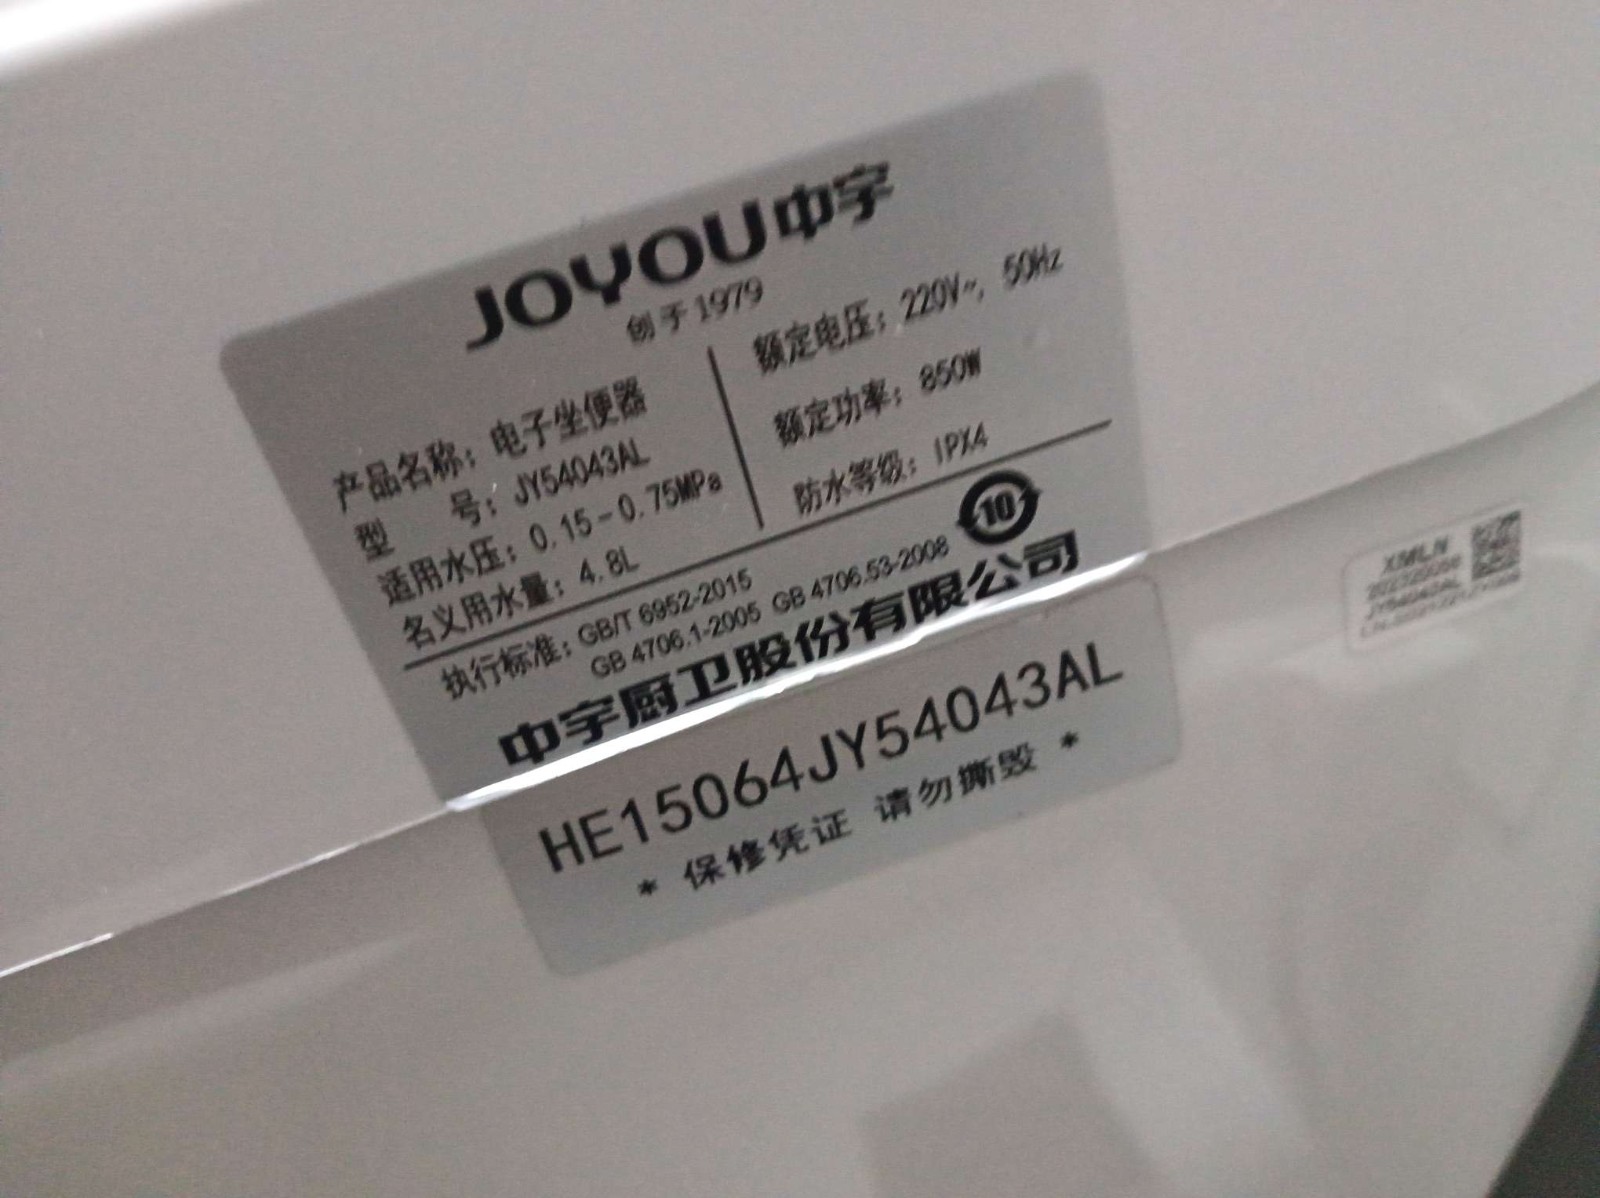 JOYOU中宇
创于1979
产品名称：电子坐便器
型　　号：JY54043AL
适用水压：0.15-0.75MPa
名义用水量：4.8L
额定电压：220V~，50Hz
额定功率：850W
防水等级：IPX4
10
执行标准：GB/T 6952-2015
GB 4706.1-2005 GB 4706.53-2008
中宇厨卫股份有限公司
HE15064JY54043AL
* 保修凭证 请勿撕毁 *
XMLN
JY54043AL